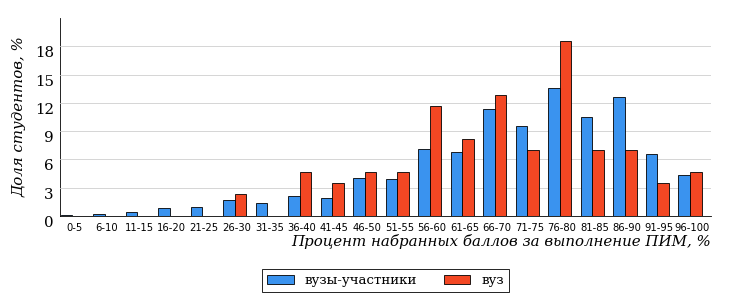 Доля студентов, %
18
15
12
9
6
3
0
0-5 6-10 11-15 16-20 21-25 26-30 31-35 36-40 41-45 46-50 51-55 56-60 61-65 66-70 71-75 76-80 81-85 86-90 91-95 96-100
Процент набранных баллов за выполнение ПИМ, %
вузы-участники вуз